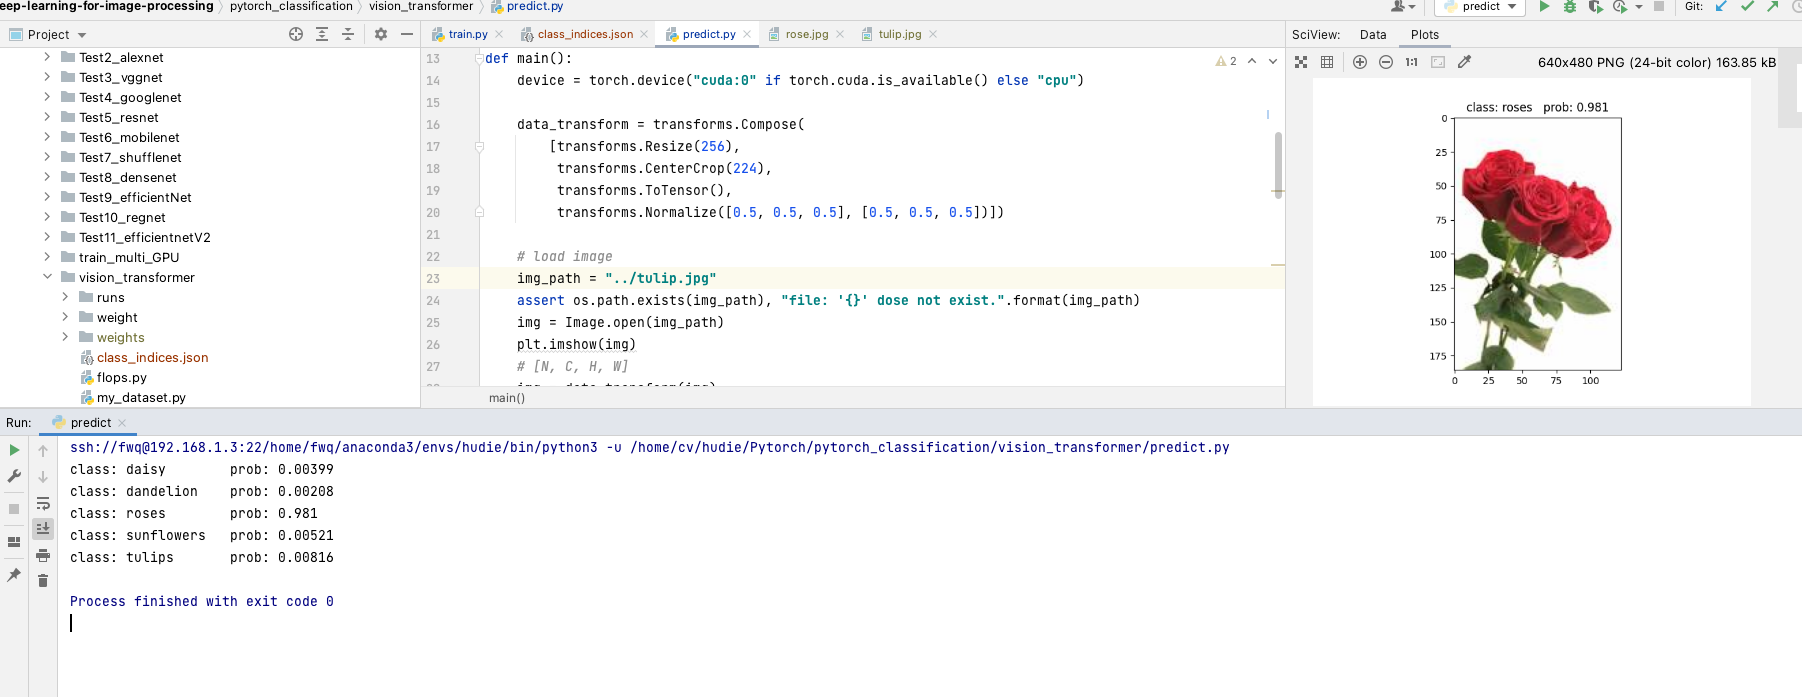 eep-learning-for-image-processing pytorch_classification vision_transformer predict.py
predict
Git:
Project
train.py class_indices.json predict.py rose.jpg tulip.jpg
SciView: Data Plots
Test2_alexnet
Test3_vggnet
Test4_googlenet
Test5_resnet
Test6_mobilenet
Test7_shufflenet
Test8_densenet
Test9_efficientNet
Test10_regnet
Test11_efficientnetV2
train_multi_GPU
vision_transformer
runs
weight
weights
class_indices.json
flops.py
my_dataset.py
13 def main():
14 device = torch.device("cuda:0" if torch.cuda.is_available() else "cpu")
15
16 data_transform = transforms.Compose(
17 [transforms.Resize(256),
18 transforms.CenterCrop(224),
19 transforms.ToTensor(),
20 transforms.Normalize([0.5, 0.5, 0.5], [0.5, 0.5, 0.5])])
21
22 # load image
23 img_path = "../tulip.jpg"
24 assert os.path.exists(img_path), "file: '{}' dose not exist.".format(img_path)
25 img = Image.open(img_path)
26 plt.imshow(img)
27 # [N, C, H, W]
main()
2
1:1
640x480 PNG (24-bit color) 163.85 kB
class: roses prob: 0.981
0
25
50
75
100
125
150
175
0 25 50 75 100
Run: predict
ssh://fwq@192.168.1.3:22/home/fwq/anaconda3/envs/hudie/bin/python3 -u /home/cv/hudie/Pytorch/pytorch_classification/vision_transformer/predict.py
class: daisy prob: 0.00399
class: dandelion prob: 0.00208
class: roses prob: 0.981
class: sunflowers prob: 0.00521
class: tulips prob: 0.00816
Process finished with exit code 0